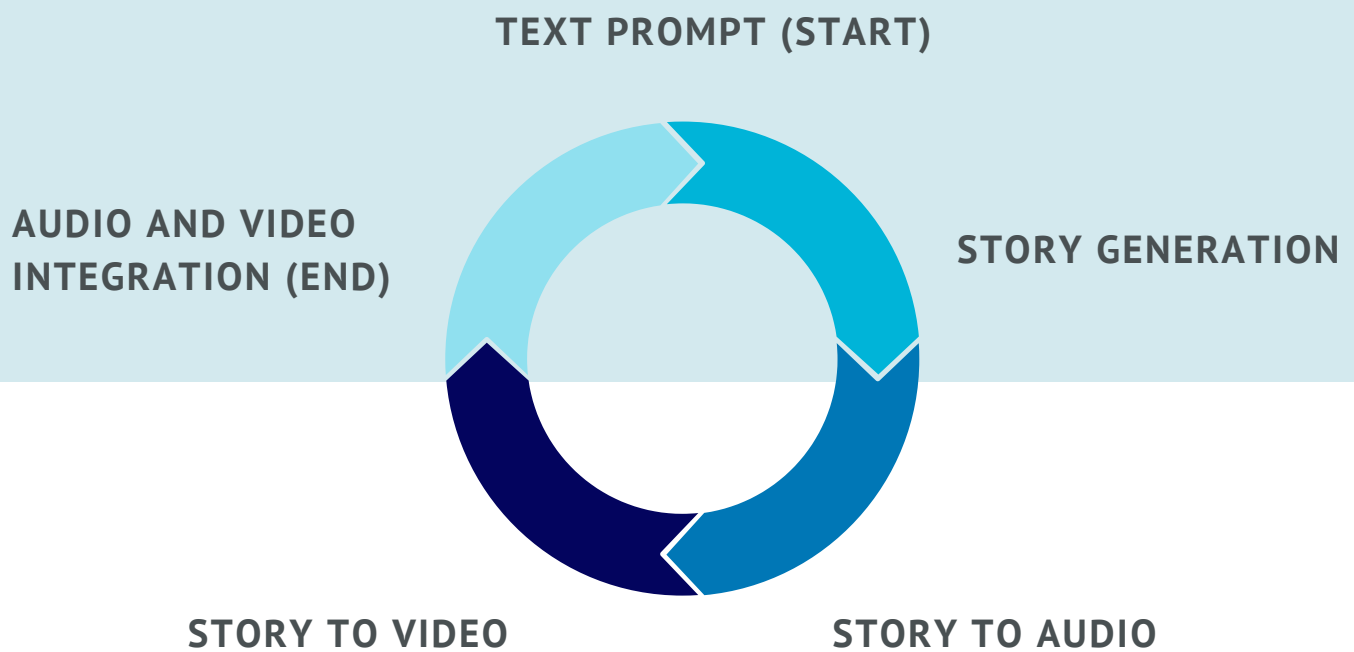 TEXT PROMPT (START)
AUDIO AND VIDEO
INTEGRATION (END)
STORY GENERATION
STORY TO VIDEO
STORY TO AUDIO